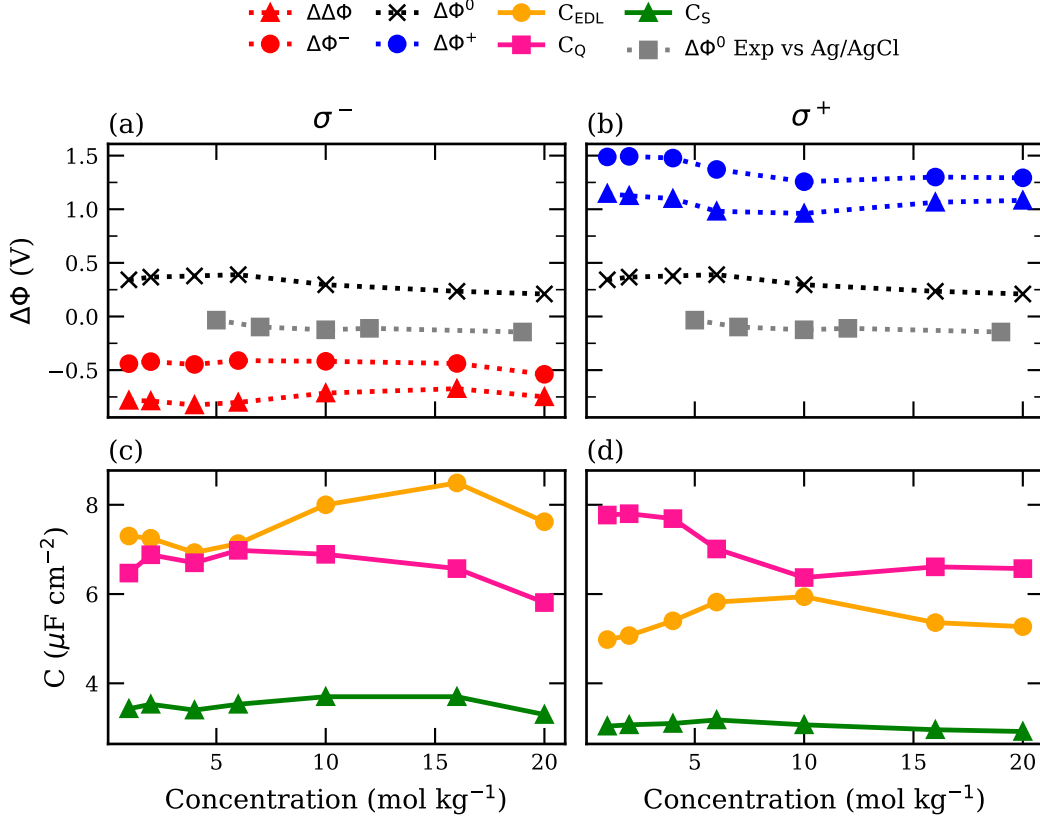 ΔΔΦ ΔΦ⁰ C_EDL C_S
ΔΦ⁻ ΔΦ⁺ C_Q ΔΦ⁰ Exp vs Ag/AgCl
(a) σ⁻ (b) σ⁺
1.5
1.0
0.5
0.0
−0.5
ΔΦ (V)
(c) (d)
8
6
4
C (μF cm⁻²)
5 10 15 20 5 10 15 20
Concentration (mol kg⁻¹) Concentration (mol kg⁻¹)